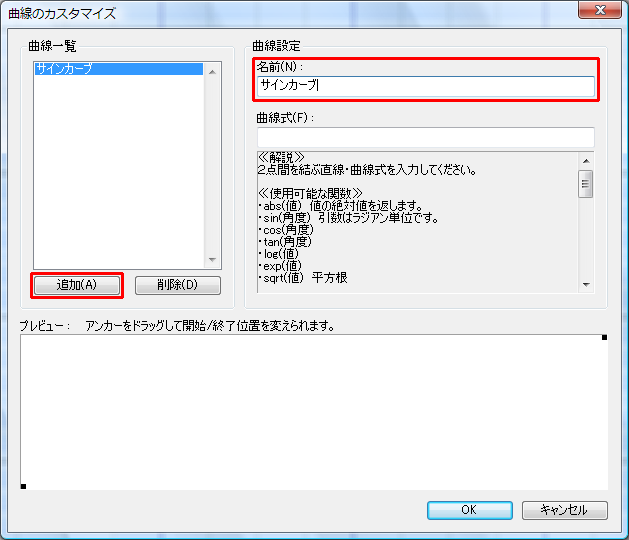 曲線のカスタマイズ
曲線一覧
サインカーブ
追加(A)
削除(D)
曲線設定
名前(N)：
サインカーブ
曲線式(F)：
≪解説≫
2点間を結ぶ直線・曲線式を入力してください。
≪使用可能な関数≫
・abs(値)　値の絶対値を返します。
・sin(角度)　引数はラジアン単位です。
・cos(角度)
・tan(角度)
・log(値)
・exp(値)
・sqrt(値)　平方根
プレビュー：　アンカーをドラッグして開始/終了位置を変えられます。
OK
キャンセル